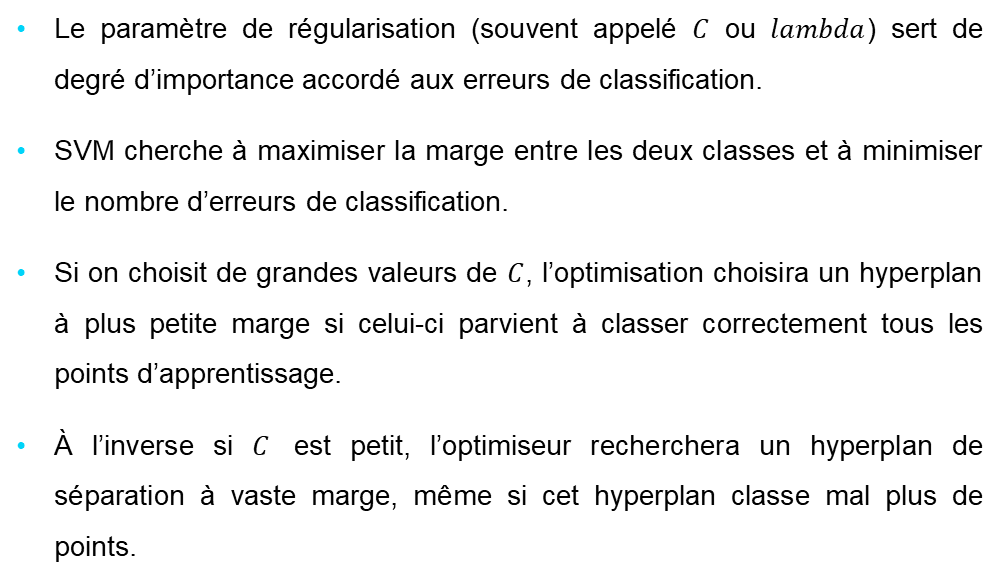 • Le paramètre de régularisation (souvent appelé C ou lambda) sert de
degré d’importance accordé aux erreurs de classification.
• SVM cherche à maximiser la marge entre les deux classes et à minimiser
le nombre d’erreurs de classification.
• Si on choisit de grandes valeurs de C, l’optimisation choisira un hyperplan
à plus petite marge si celui-ci parvient à classer correctement tous les
points d’apprentissage.
• À l’inverse si C est petit, l’optimiseur recherchera un hyperplan de
séparation à vaste marge, même si cet hyperplan classe mal plus de
points.